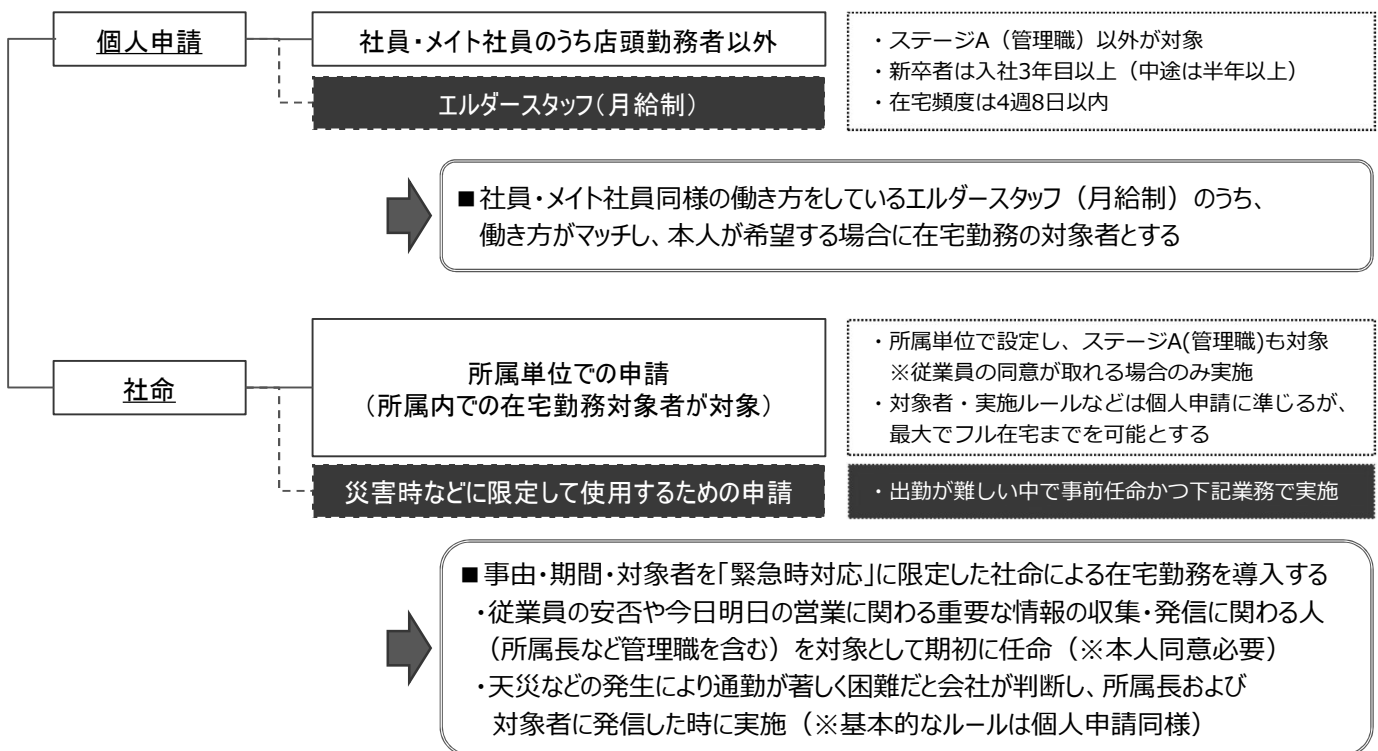 個人申請
社員・メイト社員のうち店頭勤務者以外
エルダースタッフ(月給制)
・ステージA（管理職）以外が対象
・新卒者は入社3年目以上（中途は半年以上）
・在宅頻度は4週8日以内
■社員・メイト社員同様の働き方をしているエルダースタッフ（月給制）のうち、
働き方がマッチし、本人が希望する場合に在宅勤務の対象者とする
社命
所属単位での申請
（所属内での在宅勤務対象者が対象）
・所属単位で設定し、ステージA(管理職)も対象
※従業員の同意が取れる場合のみ実施
・対象者・実施ルールなどは個人申請に準じるが、
最大でフル在宅までを可能とする
災害時などに限定して使用するための申請
・出勤が難しい中で事前任命かつ下記業務で実施
■事由・期間・対象者を「緊急時対応」に限定した社命による在宅勤務を導入する
・従業員の安否や今日明日の営業に関わる重要な情報の収集・発信に関わる人
（所属長など管理職を含む）を対象として期初に任命（※本人同意必要）
・天災などの発生により通勤が著しく困難だと会社が判断し、所属長および
対象者に発信した時に実施（※基本的なルールは個人申請同様）